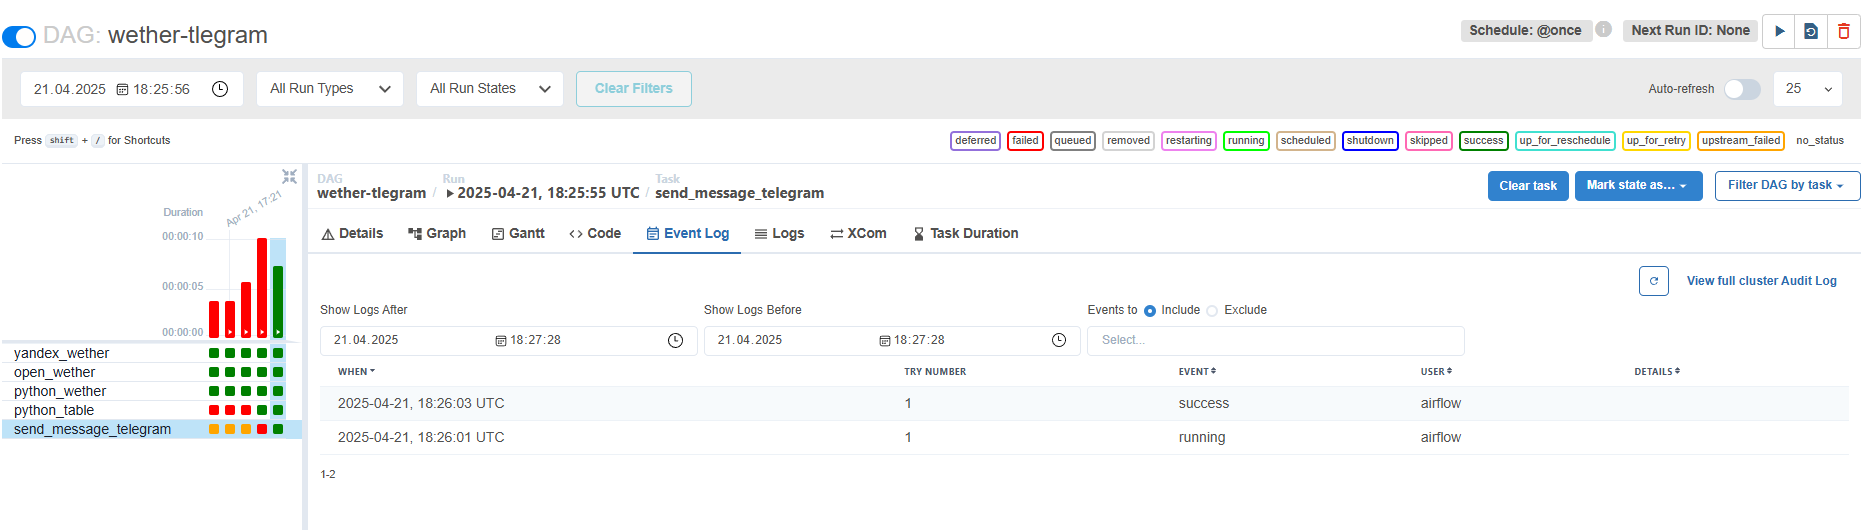 DAG: wether-tlegram
Schedule: @once
Next Run ID: None
21.04.2025 18:25:56
All Run Types
All Run States
Clear Filters
Auto-refresh
25
Press shift + / for Shortcuts
deferred failed queued removed restarting running scheduled shutdown skipped success up_for_reschedule up_for_retry upstream_failed no_status
DAG
wether-tlegram /
Run
2025-04-21, 18:25:55 UTC /
Task
send_message_telegram
Clear task
Mark state as...
Filter DAG by task
Apr 21, 17:21
Duration
00:00:10
00:00:05
00:00:00
yandex_wether
open_wether
python_wether
python_table
send_message_telegram
Details
Graph
Gantt
Code
Event Log
Logs
XCom
Task Duration
View full cluster Audit Log
Show Logs After
21.04.2025 18:27:28
Show Logs Before
21.04.2025 18:27:28
Events to Include Exclude
Select...
WHEN TRY NUMBER EVENT USER DETAILS
2025-04-21, 18:26:03 UTC 1 success airflow
2025-04-21, 18:26:01 UTC 1 running airflow
1-2